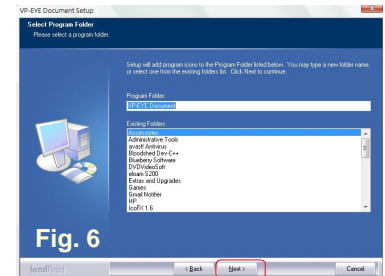 VP-EYE Document Setup
Select Program Folder
Please select a program folder.
Setup will add program icons to the Program Folder listed below. You may type a new folder name,
or select one from the existing folders list. Click Next to continue.
Program Folder:
VP-EYE Document
Existing Folders:
Accessories
Administrative Tools
avast! Antivirus
Bloodshed Dev-C++
Blueberry Software
DVDVideoSoft
eloam S200
Extras and Upgrades
Games
Gmail Notifier
HP
IcoFX 1.6
Fig. 6
InstallShield
< Back
Next >
Cancel